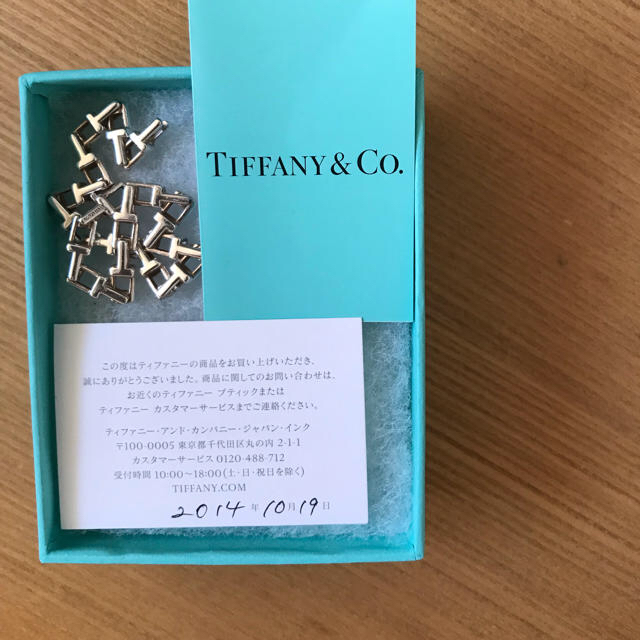 TIFFANY & CO.
この度はティファニーの商品をお買い上げいただき、
誠にありがとうございました。商品に関してのお問い合わせは、
お近くのティファニー ブティックまたは
ティファニー カスタマーサービスまでご連絡ください。
ティファニー・アンド・カンパニー・ジャパン・インク
〒100-0005 東京都千代田区丸の内 2-1-1
カスタマーサービス 0120-488-712
受付時間 10:00〜18:00(土・日・祝日を除く)
TIFFANY.COM
2014年10月19日